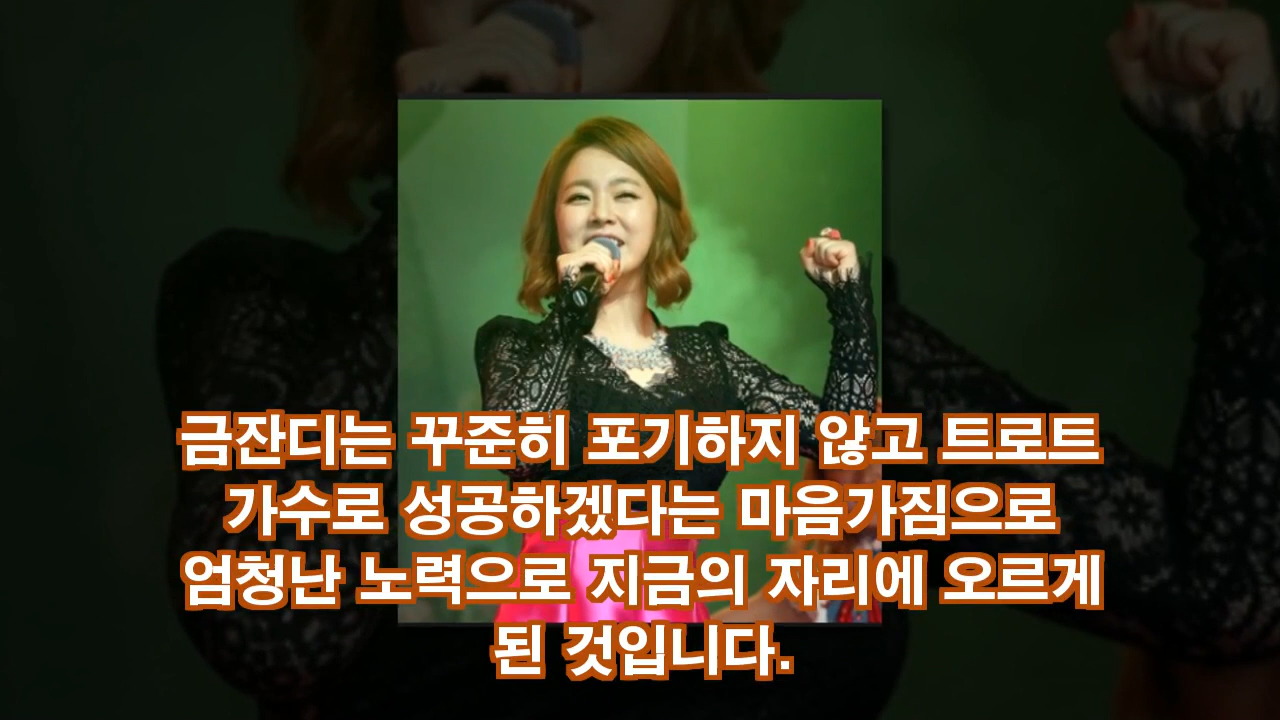 금잔디는 꾸준히 포기하지 않고 트로트
가수로 성공하겠다는 마음가짐으로
엄청난 노력으로 지금의 자리에 오르게
된 것입니다.